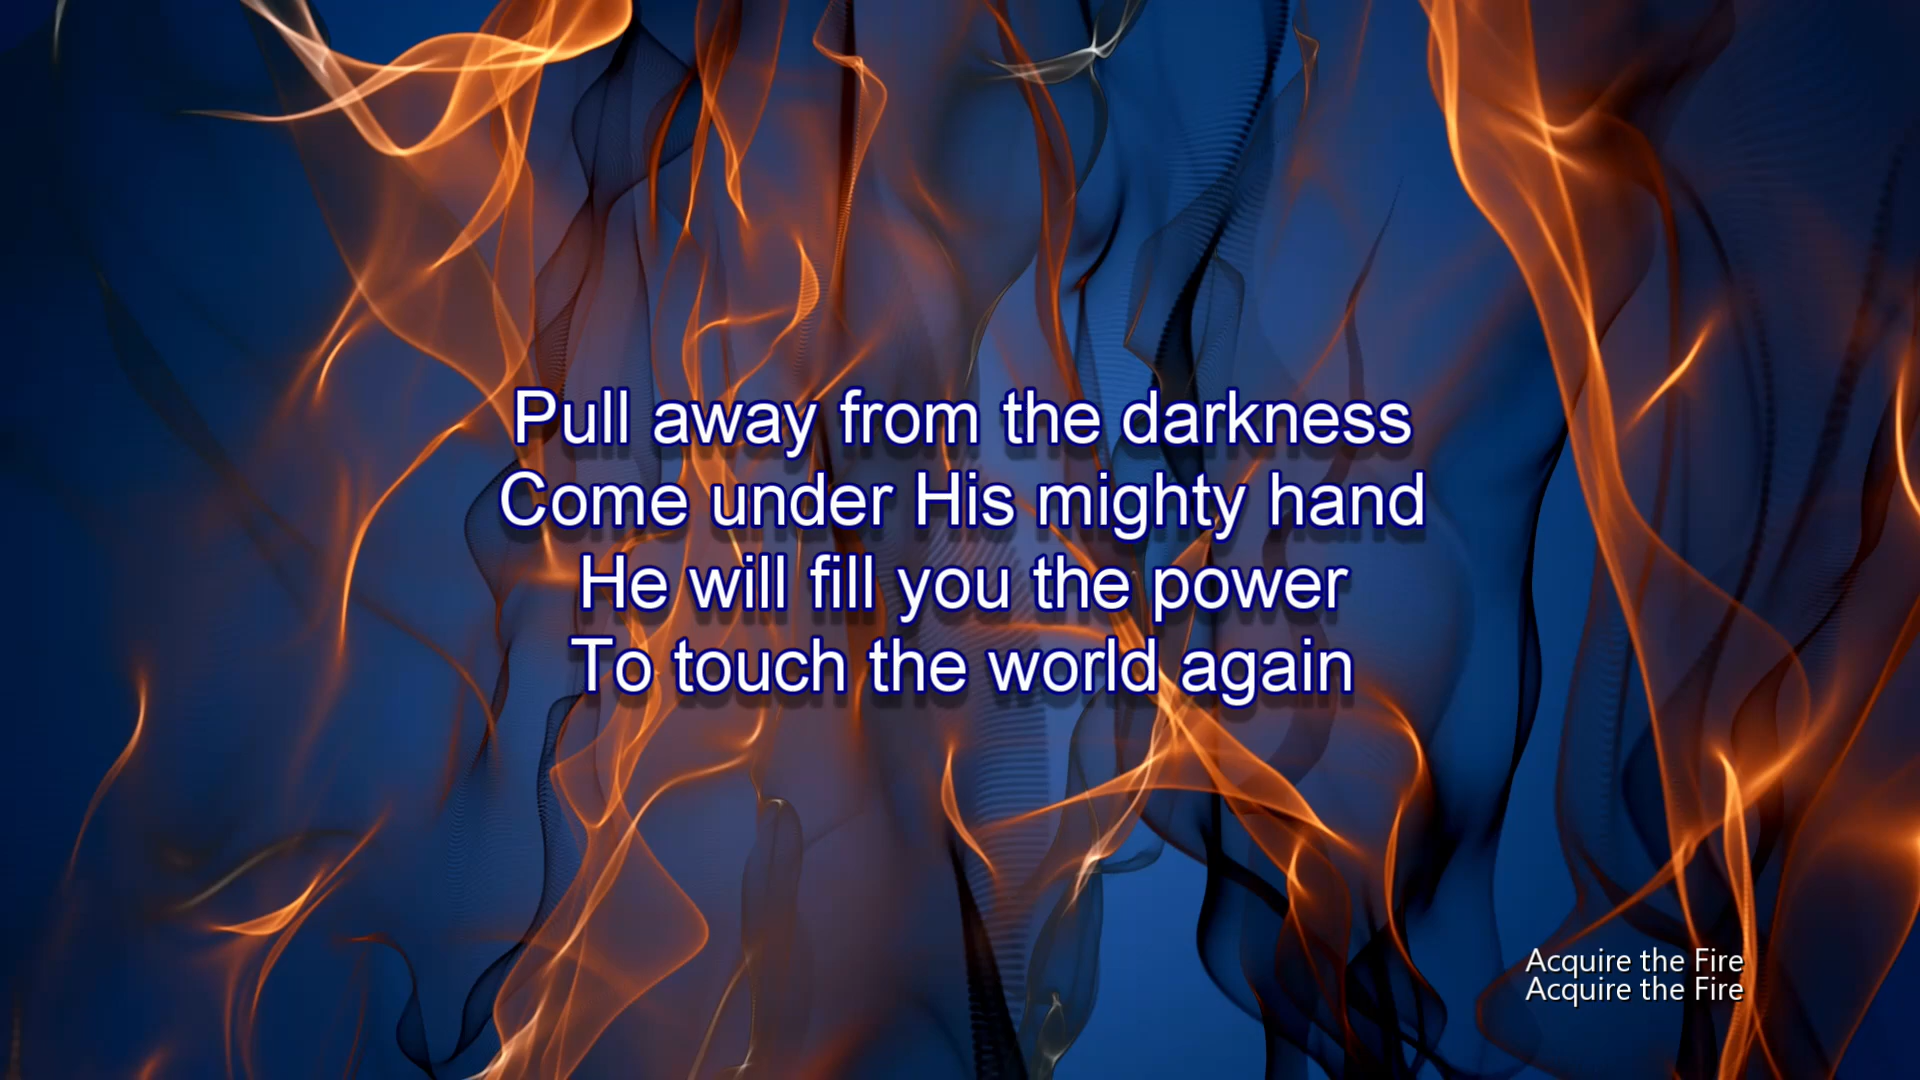 Pull away from the darkness
Come under His mighty hand
He will fill you the power
To touch the world again
Acquire the Fire
Acquire the Fire